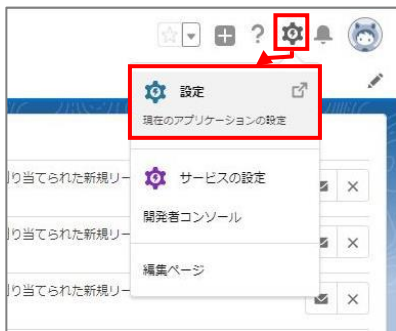 設定
現在のアプリケーションの設定
サービスの設定
開発者コンソール
編集ページ
り当てられた新規リー
り当てられた新規リー
り当てられた新規リー